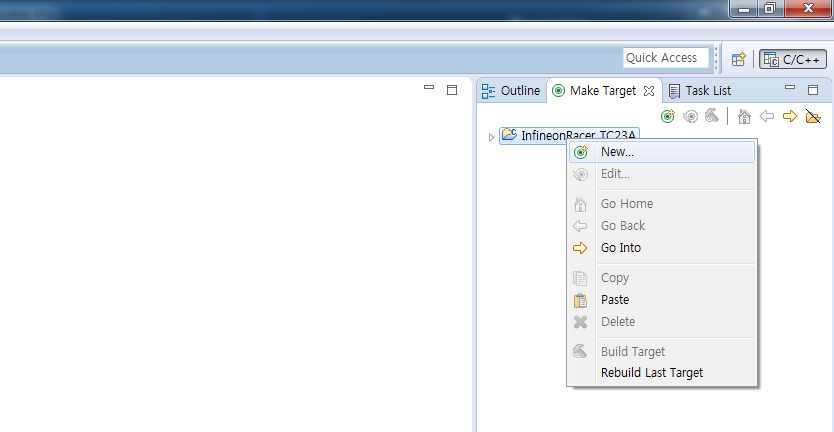 Quick Access
C/C++
Outline
Make Target
Task List
InfineonRacer_TC23A
New...
Edit...
Go Home
Go Back
Go Into
Copy
Paste
Delete
Build Target
Rebuild Last Target